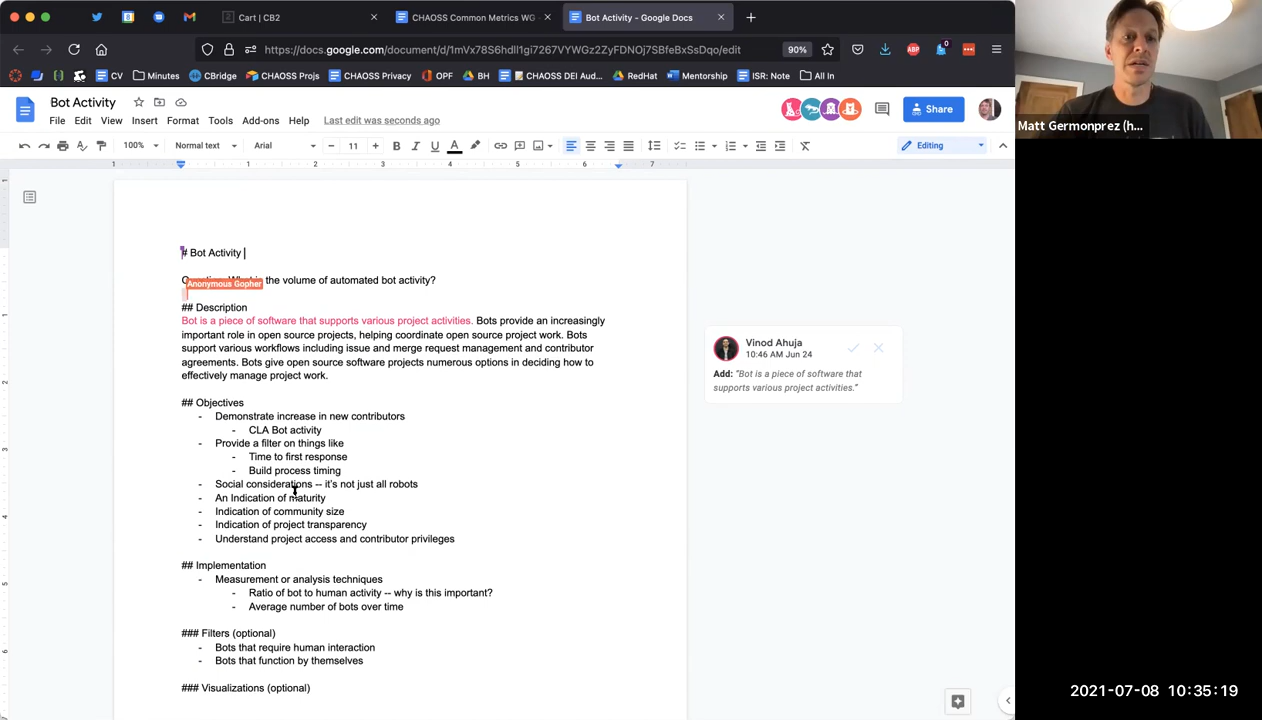 Cart | CB2
CHAOSS Common Metrics WG -
Bot Activity - Google Docs
https://docs.google.com/document/d/1mVx78S6hdll1gi7267VYWGz2ZyFDNOj7SBfeBxSsDqo/edit
90%
CV
Minutes
CBridge
CHAOSS Projs
CHAOSS Privacy
OPF
BH
CHAOSS DEI Aud...
RedHat
Mentorship
ISR: Note
All In
Bot Activity
File Edit View Insert Format Tools Add-ons Help Last edit was seconds ago
Share
100% Normal text Arial 11 Editing
# Bot Activity
the volume of automated bot activity?
Anonymous Gopher
## Description
Bot is a piece of software that supports various project activities. Bots provide an increasingly
important role in open source projects, helping coordinate open source project work. Bots
support various workflows including issue and merge request management and contributor
agreements. Bots give open source software projects numerous options in deciding how to
effectively manage project work.
## Objectives
- Demonstrate increase in new contributors
- CLA Bot activity
- Provide a filter on things like
- Time to first response
- Build process timing
- Social considerations -- it's not just all robots
- An Indication of maturity
- Indication of community size
- Indication of project transparency
- Understand project access and contributor privileges
## Implementation
- Measurement or analysis techniques
- Ratio of bot to human activity -- why is this important?
- Average number of bots over time
### Filters (optional)
- Bots that require human interaction
- Bots that function by themselves
### Visualizations (optional)
Vinod Ahuja
10:46 AM Jun 24
Add: "Bot is a piece of software that
supports various project activities."
Matt Germonprez (h...
2021-07-08 10:35:19